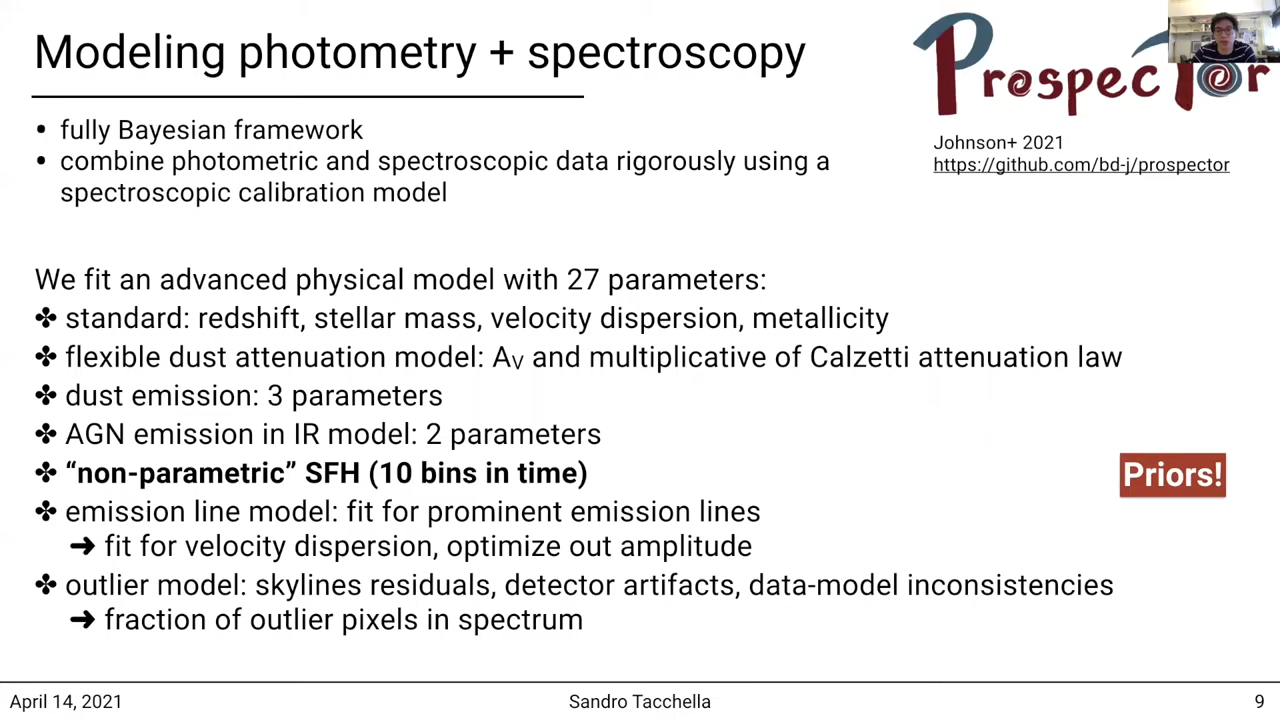 Modeling photometry + spectroscopy
Prospector
• fully Bayesian framework
• combine photometric and spectroscopic data rigorously using a
spectroscopic calibration model
Johnson+ 2021
https://github.com/bd-j/prospector
We fit an advanced physical model with 27 parameters:
✤ standard: redshift, stellar mass, velocity dispersion, metallicity
✤ flexible dust attenuation model: AV and multiplicative of Calzetti attenuation law
✤ dust emission: 3 parameters
✤ AGN emission in IR model: 2 parameters
✤ “non-parametric” SFH (10 bins in time)
Priors!
✤ emission line model: fit for prominent emission lines
➜ fit for velocity dispersion, optimize out amplitude
✤ outlier model: skylines residuals, detector artifacts, data-model inconsistencies
➜ fraction of outlier pixels in spectrum
April 14, 2021
Sandro Tacchella
9